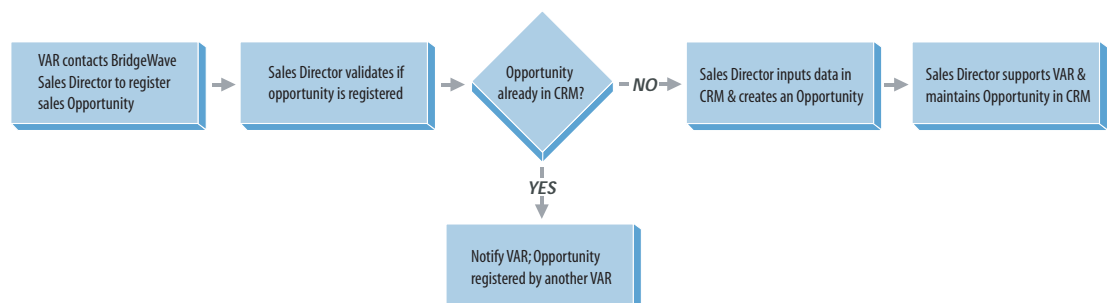 VAR contacts BridgeWave
Sales Director to register
sales Opportunity
Sales Director validates if
opportunity is registered
Opportunity
already in CRM?
NO
Sales Director inputs data in
CRM & creates an Opportunity
Sales Director supports VAR &
maintains Opportunity in CRM
YES
Notify VAR; Opportunity
registered by another VAR